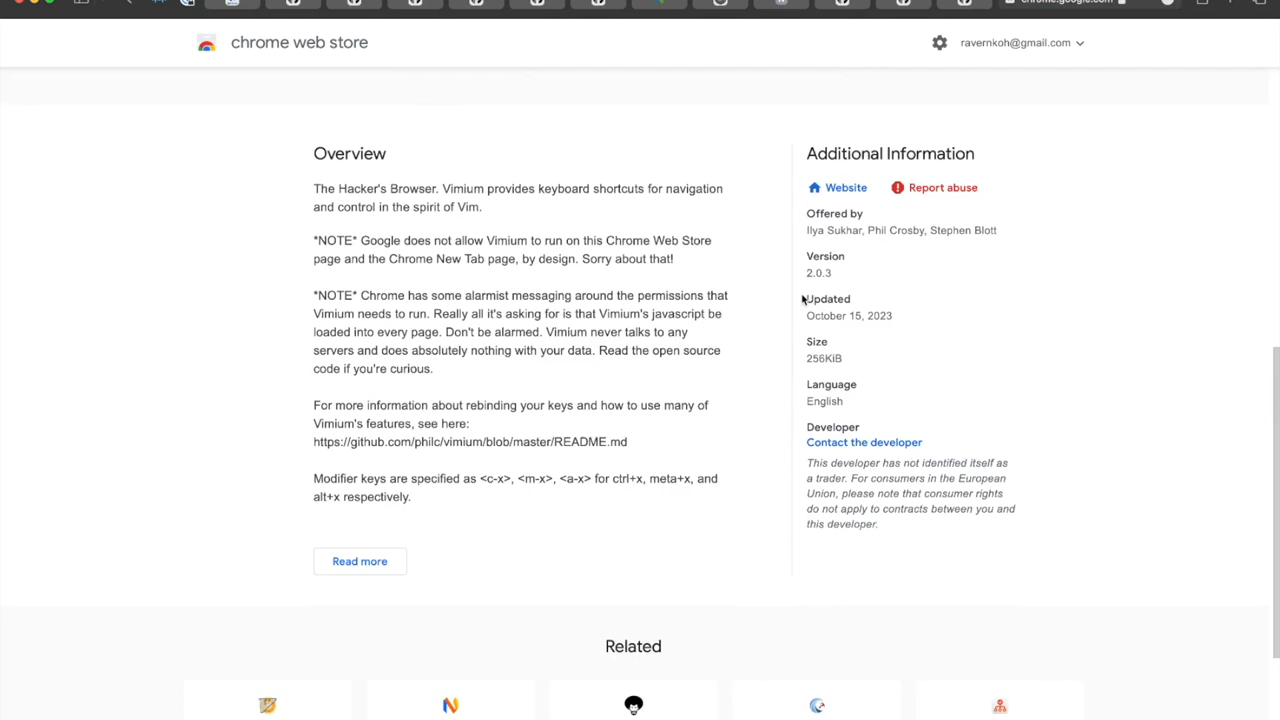 chrome web store
ravernkoh@gmail.com
Overview
The Hacker's Browser. Vimium provides keyboard shortcuts for navigation
and control in the spirit of Vim.
*NOTE* Google does not allow Vimium to run on this Chrome Web Store
page and the Chrome New Tab page, by design. Sorry about that!
*NOTE* Chrome has some alarmist messaging around the permissions that
Vimium needs to run. Really all it's asking for is that Vimium's javascript be
loaded into every page. Don't be alarmed. Vimium never talks to any
servers and does absolutely nothing with your data. Read the open source
code if you're curious.
For more information about rebinding your keys and how to use many of
Vimium's features, see here:
https://github.com/philc/vimium/blob/master/README.md
Modifier keys are specified as <c-x>, <m-x>, <a-x> for ctrl+x, meta+x, and
alt+x respectively.
Read more
Additional Information
Website
Report abuse
Offered by
Ilya Sukhar, Phil Crosby, Stephen Blott
Version
2.0.3
Updated
October 15, 2023
Size
256KiB
Language
English
Developer
Contact the developer
This developer has not identified itself as
a trader. For consumers in the European
Union, please note that consumer rights
do not apply to contracts between you and
this developer.
Related